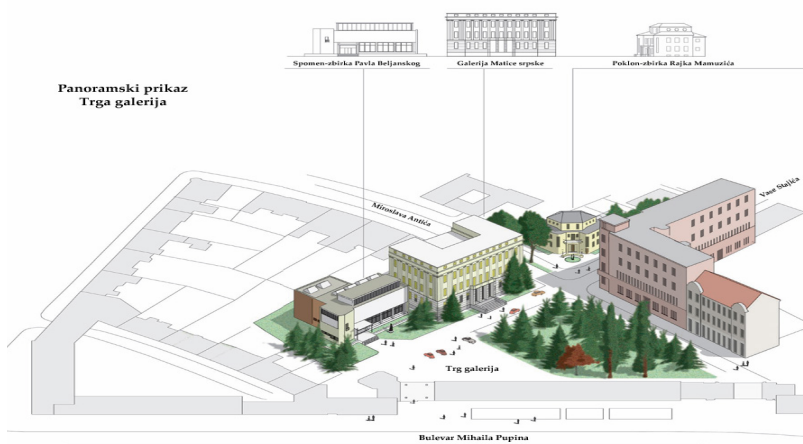 Spomen-zbirka Pavla Beljanskog
Galerija Matice srpske
Poklon-zbirka Rajka Mamuzića
Panoramski prikaz
Trga galerija
Miroslava Antića
Vase Stajića
Trg galerija
Bulevar Mihaila Pupina